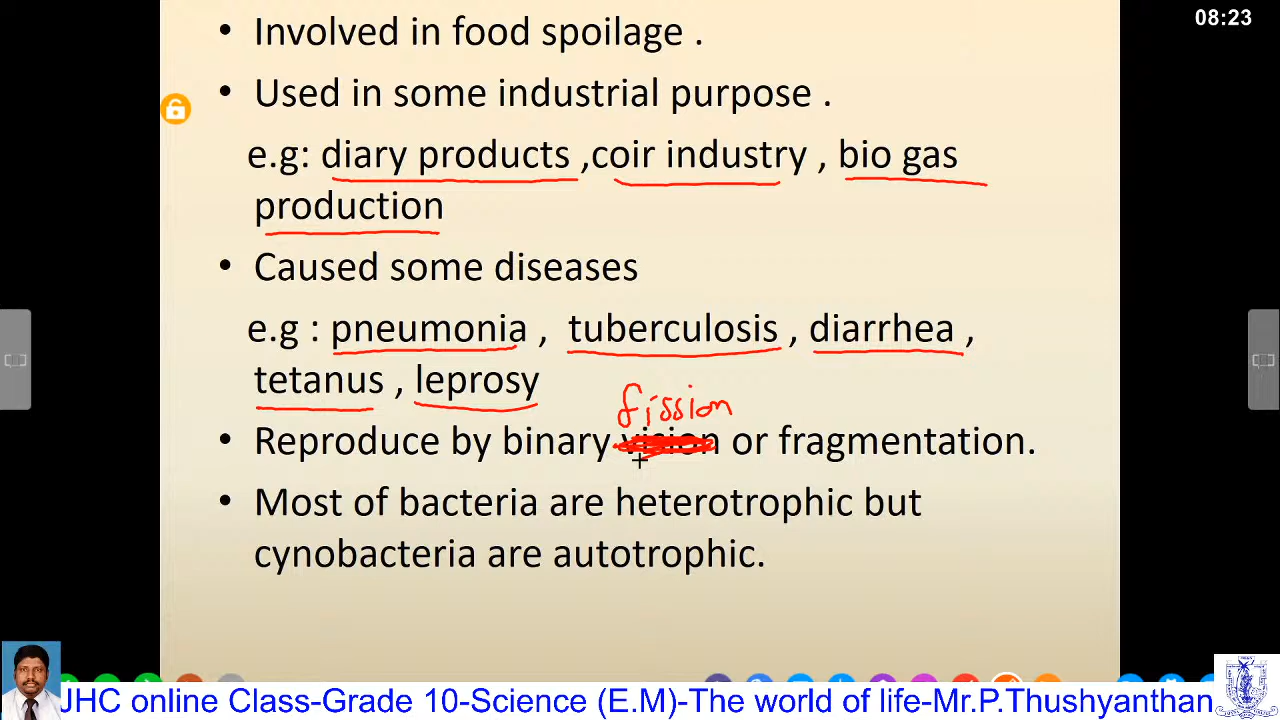 08:23
• Involved in food spoilage .
• Used in some industrial purpose .
e.g: diary products ,coir industry , bio gas
production
• Caused some diseases
e.g : pneumonia , tuberculosis , diarrhea ,
tetanus , leprosy
fission
• Reproduce by binary vision or fragmentation.
• Most of bacteria are heterotrophic but
cynobacteria are autotrophic.
JHC online Class-Grade 10-Science (E.M)-The world of life-Mr.P.Thushyanthan